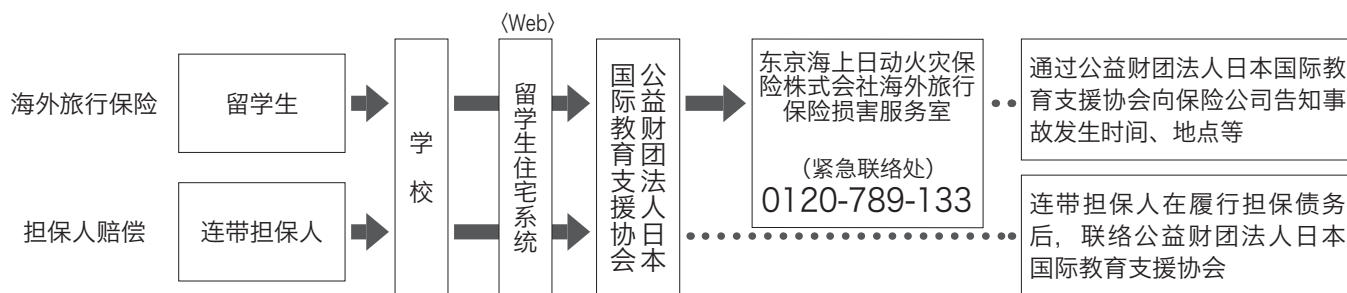 〈Web〉
海外旅行保险
留学生
担保人赔偿
连带担保人
学校
留学生住宅系统
公益财团法人日本
国际教育支援协会
东京海上日动火灾保
险株式会社海外旅行
保险损害服务室
（紧急联络处）
0120-789-133
通过公益财团法人日本国际教
育支援协会向保险公司告知事
故发生时间、地点等
连带担保人在履行担保债务
后，联络公益财团法人日本
国际教育支援协会